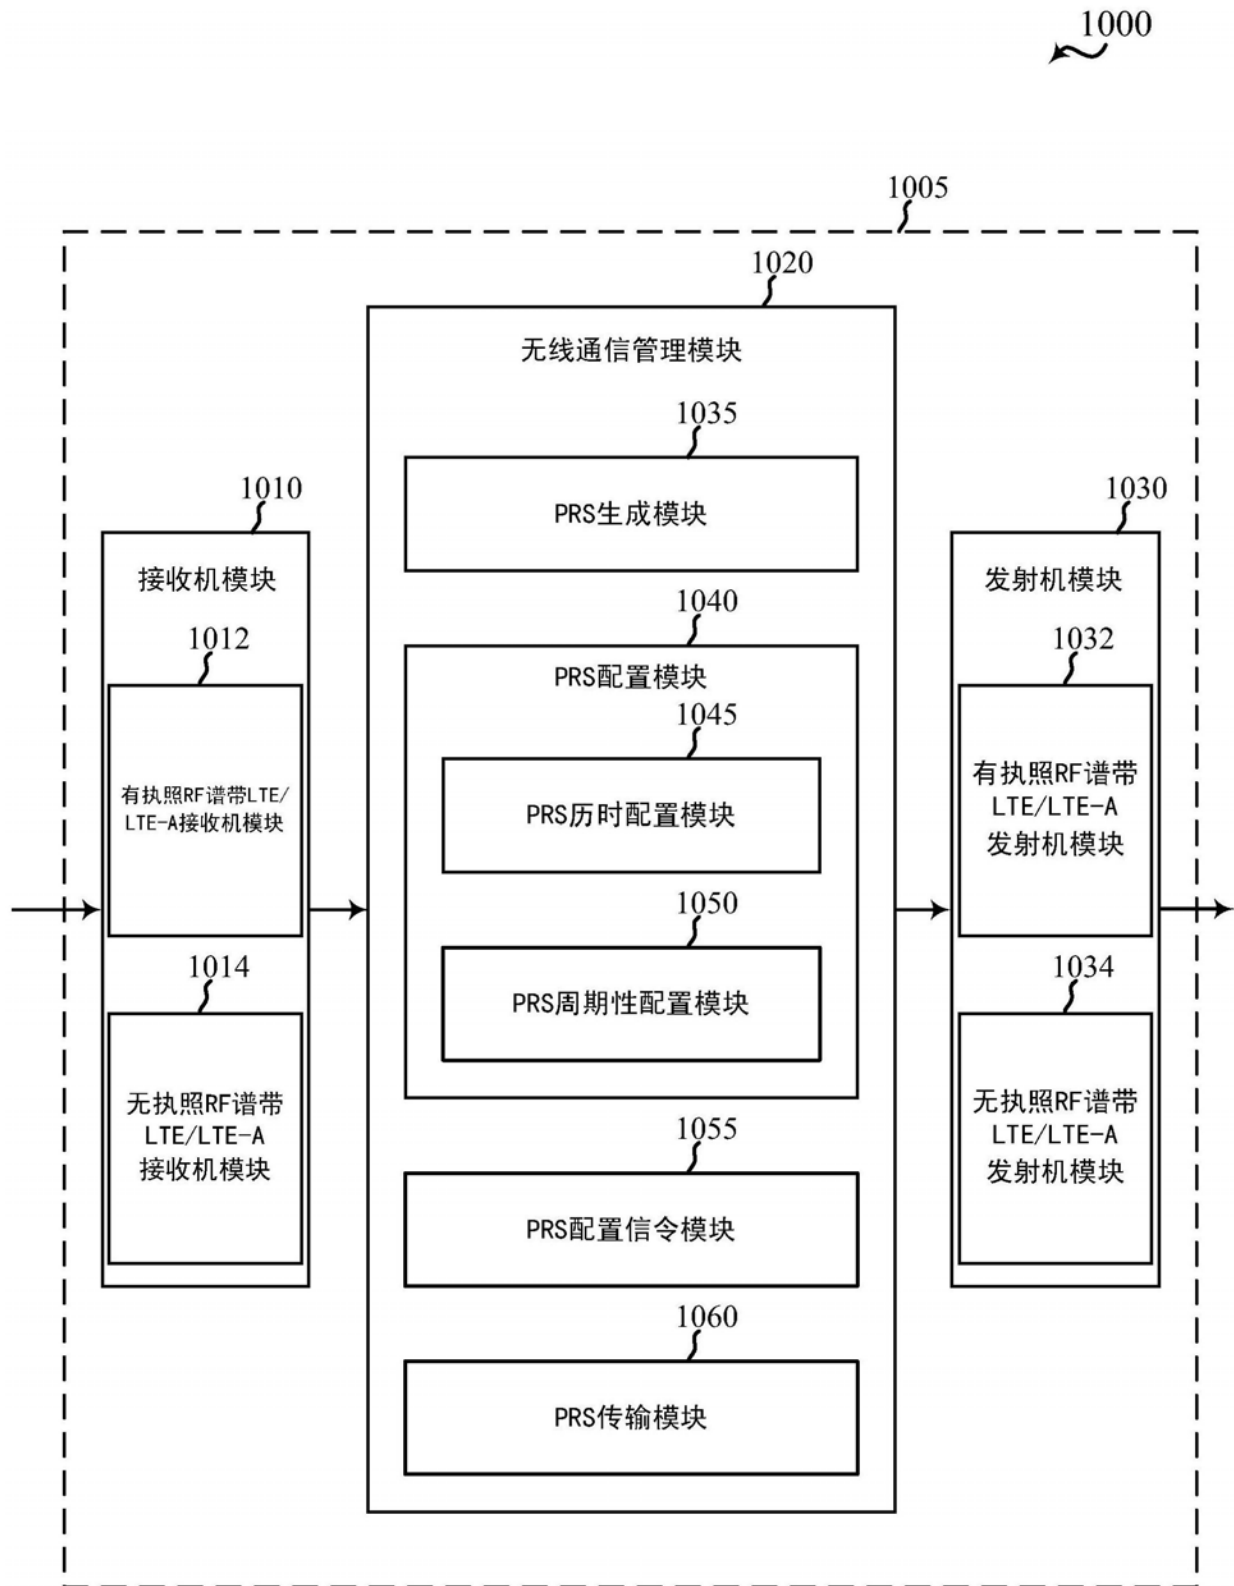 1000
1005
1020
无线通信管理模块
1035
PRS生成模块
1010
接收机模块
1030
发射机模块
1040
PRS配置模块
1012
有执照RF谱带LTE/
LTE-A接收机模块
1045
PRS历时配置模块
1032
有执照RF谱带
LTE/LTE-A
发射机模块
1050
PRS周期性配置模块
1014
无执照RF谱带
LTE/LTE-A
接收机模块
1034
无执照RF谱带
LTE/LTE-A
发射机模块
1055
PRS配置信令模块
1060
PRS传输模块